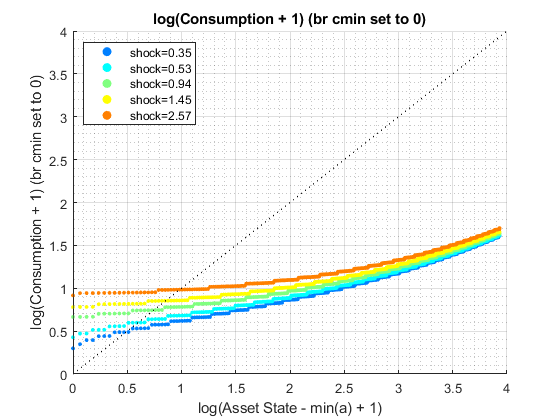 log(Consumption + 1) (br cmin set to 0)
4
3.5
3
2.5
2
1.5
1
0.5
0
log(Consumption + 1) (br cmin set to 0)
shock=0.35
shock=0.53
shock=0.94
shock=1.45
shock=2.57
0 0.5 1 1.5 2 2.5 3 3.5 4
log(Asset State - min(a) + 1)